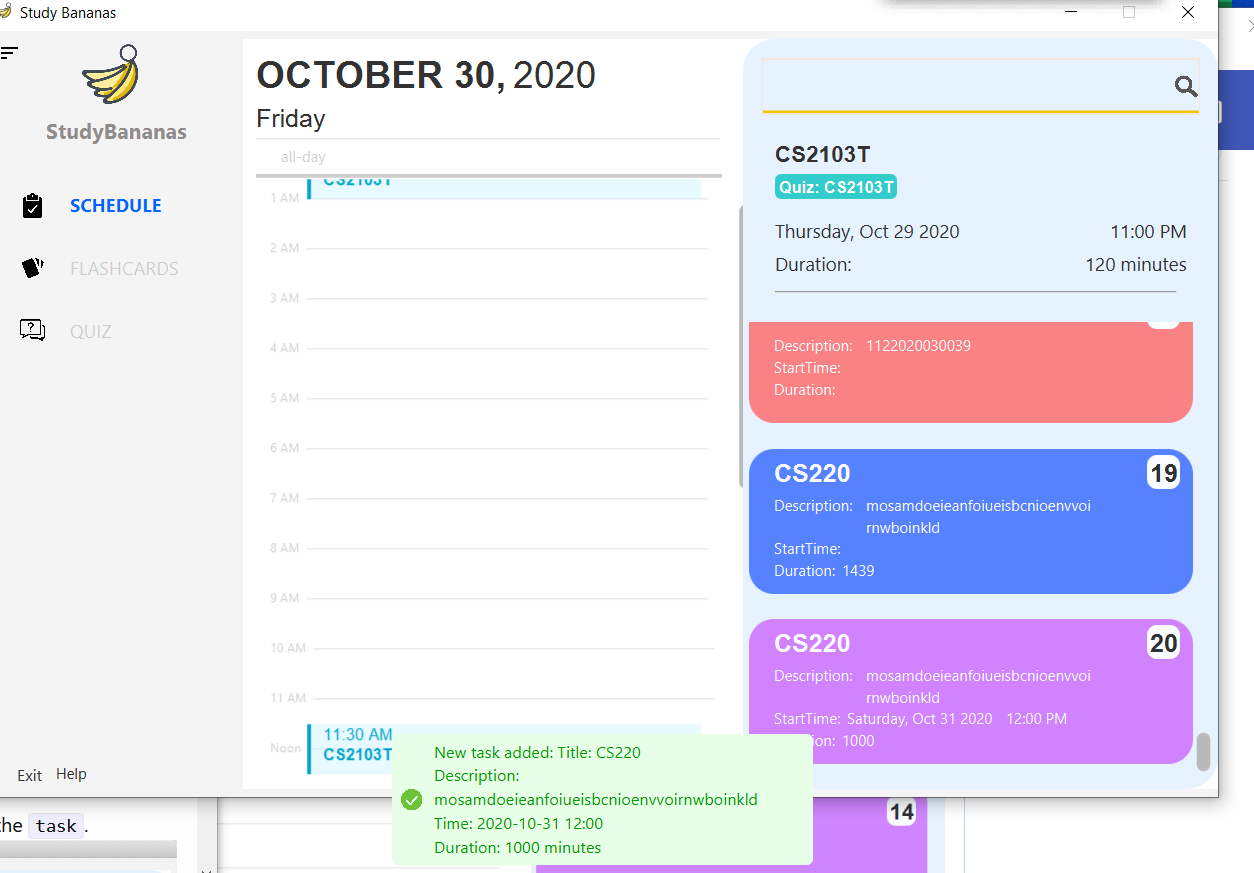 Study Bananas
StudyBananas
SCHEDULE
FLASHCARDS
QUIZ
Exit Help
OCTOBER 30, 2020
Friday
all-day
CS2103T
1 AM
2 AM
3 AM
4 AM
5 AM
6 AM
7 AM
8 AM
9 AM
10 AM
11 AM
11:30 AM
Noon
CS2103T
CS2103T
Quiz: CS2103T
Thursday, Oct 29 2020 11:00 PM
Duration: 120 minutes
Description: 1122020030039
StartTime:
Duration:
CS220 19
Description: mosamdoeieanfoiueisbcnioenvvoi
rnwboinkld
StartTime:
Duration: 1439
CS220 20
Description: mosamdoeieanfoiueisbcnioenvvoi
rnwboinkld
StartTime: Saturday, Oct 31 2020 12:00 PM
ion: 1000
New task added: Title: CS220
Description:
mosamdoeieanfoiueisbcnioenvvoirnwboinkld
Time: 2020-10-31 12:00
Duration: 1000 minutes
he task.
14